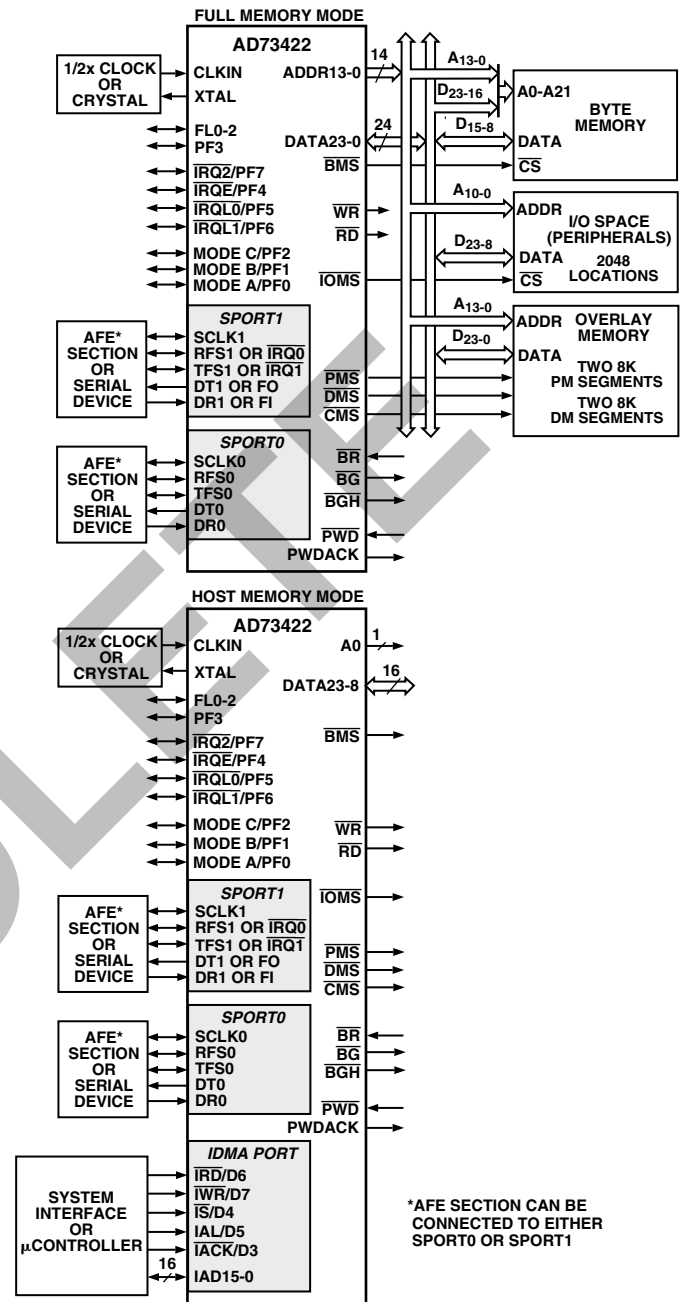 FULL MEMORY MODE
AD73422
1/2x CLOCK
OR
CRYSTAL
CLKIN
XTAL
FL0-2
PF3
IRQ2/PF7
IRQE/PF4
IRQL0/PF5
IRQL1/PF6
MODE C/PF2
MODE B/PF1
MODE A/PF0
SPORT1
SCLK1
RFS1 OR IRQ0
TFS1 OR IRQ1
DT1 OR FO
DR1 OR FI
AFE*
SECTION
OR
SERIAL
DEVICE
SPORT0
SCLK0
RFS0
TFS0
DT0
DR0
AFE*
SECTION
OR
SERIAL
DEVICE
ADDR13-0
14
DATA23-0
24
BMS
WR
RD
IOMS
PMS
DMS
CMS
BR
BG
BGH
PWD
PWDACK
A13-0
D23-16
D15-8
A0-A21
BYTE
MEMORY
DATA
CS
A10-0
D23-8
ADDR
I/O SPACE
(PERIPHERALS)
DATA
2048
LOCATIONS
CS
A13-0
D23-0
ADDR
OVERLAY
MEMORY
DATA
TWO 8K
PM SEGMENTS
TWO 8K
DM SEGMENTS
HOST MEMORY MODE
AD73422
1/2x CLOCK
OR
CRYSTAL
CLKIN
XTAL
FL0-2
PF3
IRQ2/PF7
IRQE/PF4
IRQL0/PF5
IRQL1/PF6
MODE C/PF2
MODE B/PF1
MODE A/PF0
SPORT1
SCLK1
RFS1 OR IRQ0
TFS1 OR IRQ1
DT1 OR FO
DR1 OR FI
AFE*
SECTION
OR
SERIAL
DEVICE
SPORT0
SCLK0
RFS0
TFS0
DT0
DR0
AFE*
SECTION
OR
SERIAL
DEVICE
IDMA PORT
IRD/D6
IWR/D7
IS/D4
IAL/D5
IACK/D3
IAD15-0
16
SYSTEM
INTERFACE
OR
μCONTROLLER
A0
1
DATA23-8
16
BMS
WR
RD
IOMS
PMS
DMS
CMS
BR
BG
BGH
PWD
PWDACK
*AFE SECTION CAN BE
CONNECTED TO EITHER
SPORT0 OR SPORT1